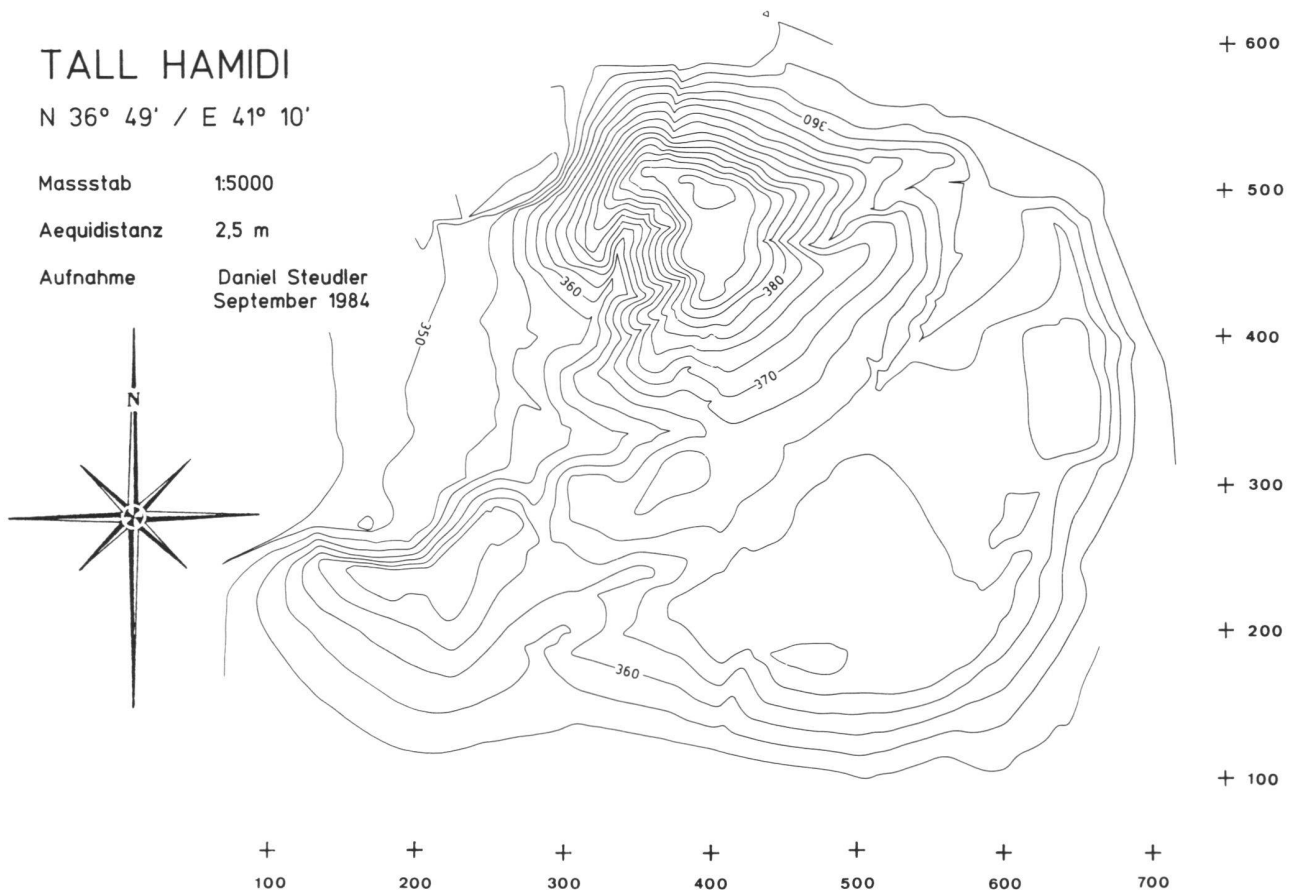 TALL HAMIDI
N 36° 49' / E 41° 10'
Massstab 1:5000
Aequidistanz 2,5 m
Aufnahme Daniel Steudler
September 1984
N
350
360
360
380
370
360
+ 600
+ 500
+ 400
+ 300
+ 200
+ 100
+ + + + + + +
100 200 300 400 500 600 700